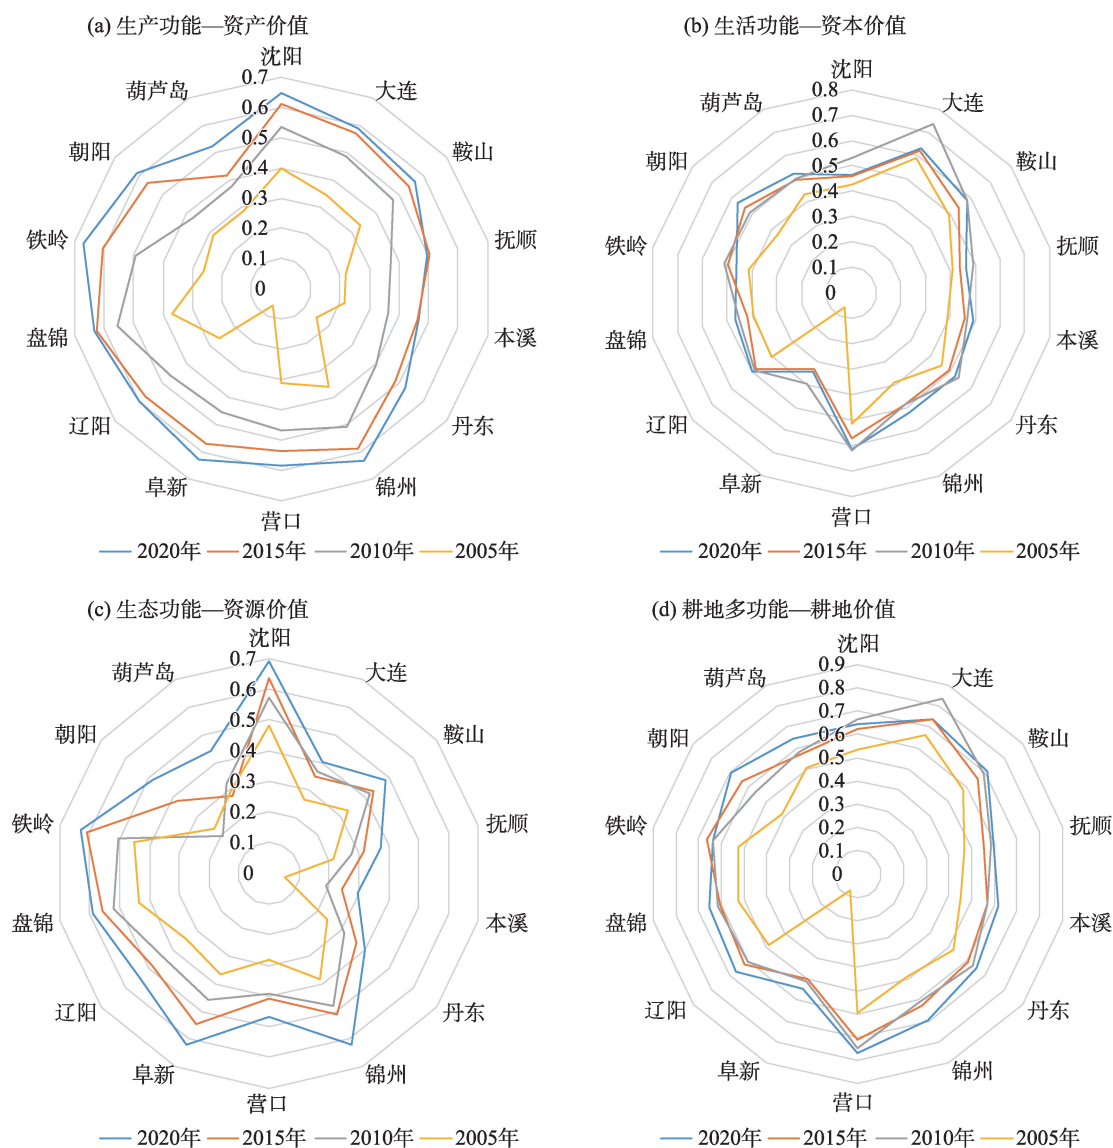 (a) 生产功能—资产价值
沈阳
大连
鞍山
抚顺
本溪
丹东
锦州
营口
阜新
辽阳
盘锦
铁岭
朝阳
葫芦岛
0.7
0.6
0.5
0.4
0.3
0.2
0.1
0
2020年 2015年 2010年 2005年
(b) 生活功能—资本价值
沈阳
大连
鞍山
抚顺
本溪
丹东
锦州
营口
阜新
辽阳
盘锦
铁岭
朝阳
葫芦岛
0.8
0.7
0.6
0.5
0.4
0.3
0.2
0.1
0
2020年 2015年 2010年 2005年
(c) 生态功能—资源价值
沈阳
大连
鞍山
抚顺
本溪
丹东
锦州
营口
阜新
辽阳
盘锦
铁岭
朝阳
葫芦岛
0.7
0.6
0.5
0.4
0.3
0.2
0.1
0
2020年 2015年 2010年 2005年
(d) 耕地多功能—耕地价值
沈阳
大连
鞍山
抚顺
本溪
丹东
锦州
营口
阜新
辽阳
盘锦
铁岭
朝阳
葫芦岛
0.9
0.8
0.7
0.6
0.5
0.4
0.3
0.2
0.1
0
2020年 2015年 2010年 2005年